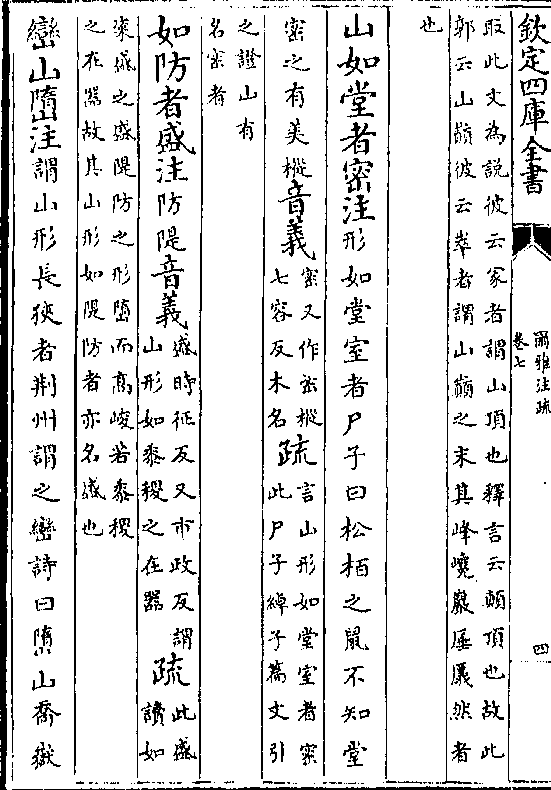 欽定四庫全書
爾雅注疏
卷七
四
取此文為說彼云冢者謂山頂也釋言云顛頂也故此
郭云山巔彼云崒者謂山巔之末其峰巉巖厜㕒然者
也
山如堂者密注形如堂室者尸子曰松栢之鼠不知堂
密之有美樅音義密又作宻樅
七容反木名疏言山形如堂室者宻
此尸子綽子篇文引
之證山有
名宻者
如防者盛注防隄音義盛時征反又市政反謂
山形如黍稷之在器疏此盛
讀如
粢盛之盛隄防之形墮而高峻若黍稷
之在器故其山形如隄防者亦名盛也
巒山墮注謂山形長狹者荊州謂之巒詩曰墮山喬嶽